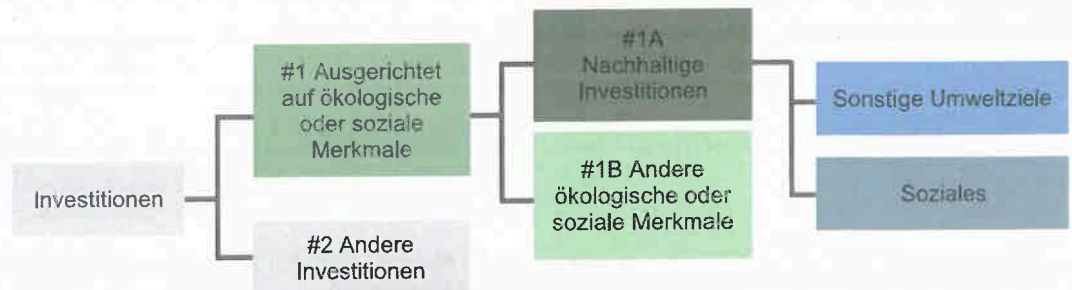 Investitionen
#1 Ausgerichtet
auf ökologische
oder soziale
Merkmale
#2 Andere
Investitionen
#1A
Nachhaltige
Investitionen
#1B Andere
ökologische oder
soziale Merkmale
Sonstige Umweltziele
Soziales